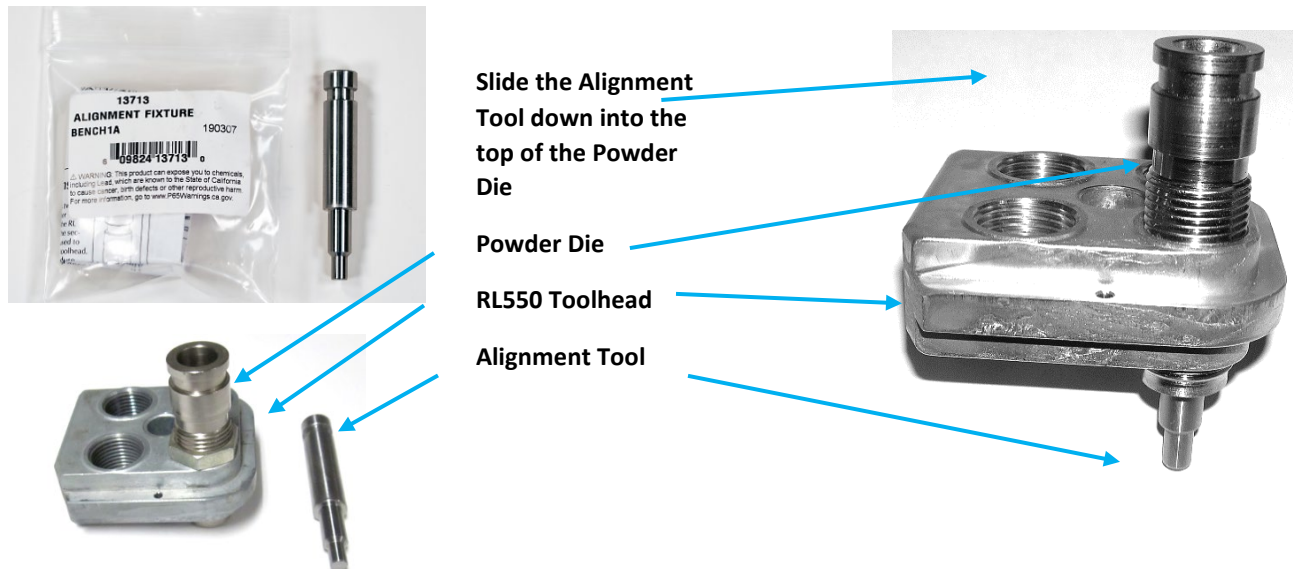 13713
ALIGNMENT FIXTURE
BENCH1A
190307
6 09824 13713 0
⚠ WARNING: This product can expose you to chemicals,
including Lead, which are known to the State of California
to cause cancer, birth defects or other reproductive harm.
For more information, go to www.P65Warnings.ca.gov.
Slide the Alignment
Tool down into the
top of the Powder
Die
Powder Die
RL550 Toolhead
Alignment Tool